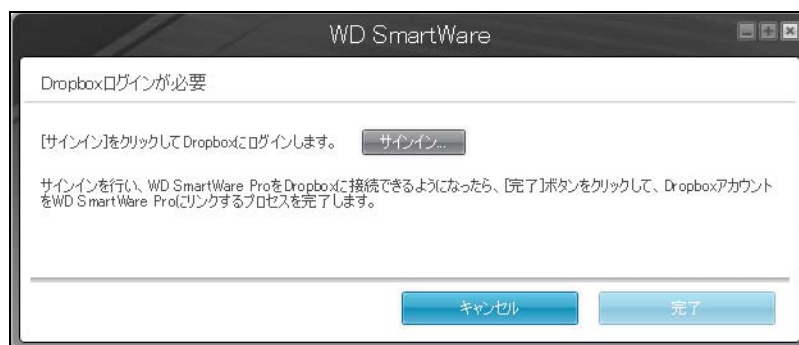 WD SmartWare
Dropboxログインが必要
[サインイン]をクリックしてDropboxにログインします。 サインイン...
サインインを行い、WD SmartWare ProをDropboxに接続できるようになったら、[完了]ボタンをクリックして、Dropboxアカウント
をWD SmartWare Proにリンクするプロセスを完了します。
キャンセル 完了